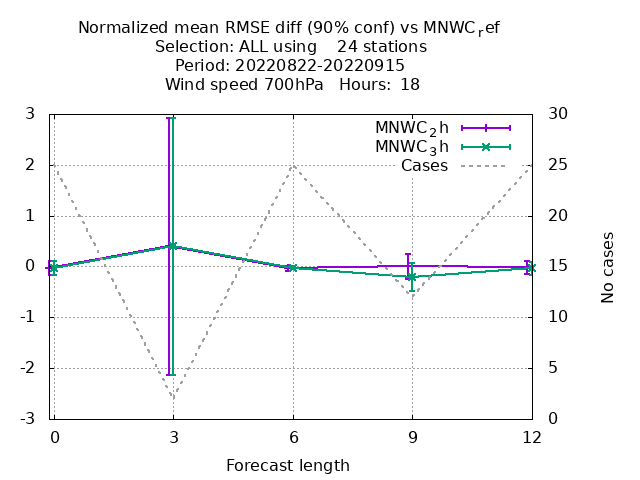 Normalized mean RMSE diff (90% conf) vs MNWC_ref
Selection: ALL using    24 stations
Period: 20220822-20220915
Wind speed 700hPa   Hours:  18
MNWC_2h
MNWC_3h
Cases
3
2
1
0
-1
-2
-3
30
25
20
15
10
5
0
No cases
0
3
6
9
12
Forecast length